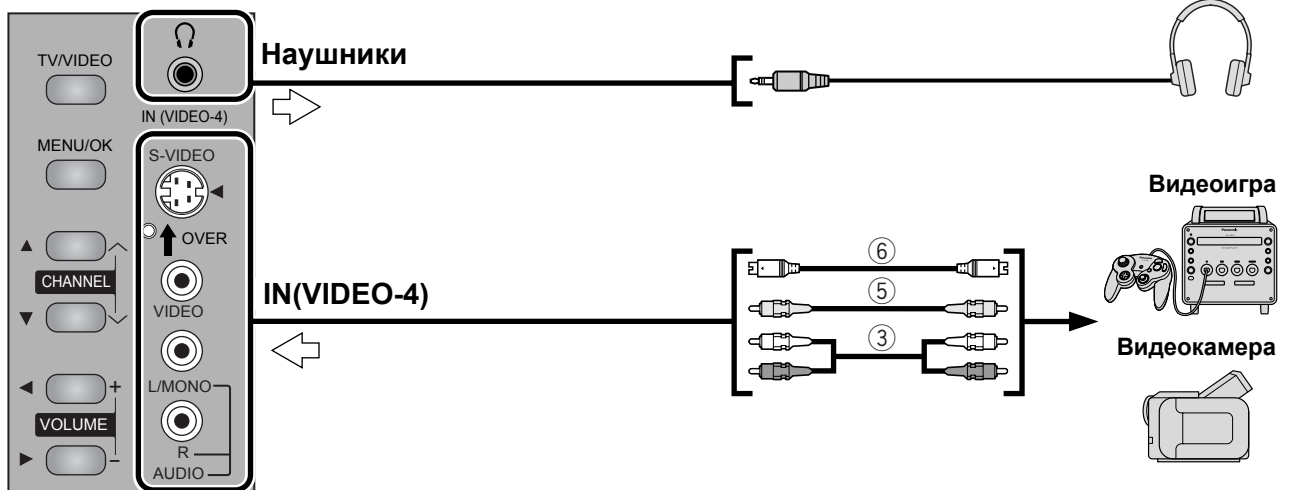 TV/VIDEO
Наушники
IN (VIDEO-4)
MENU/OK
S-VIDEO
OVER
CHANNEL
VIDEO
IN(VIDEO-4)
L/MONO
+
VOLUME
R
-
AUDIO
⑥
⑤
③
Видеоигра
Panasonic
Видеокамера